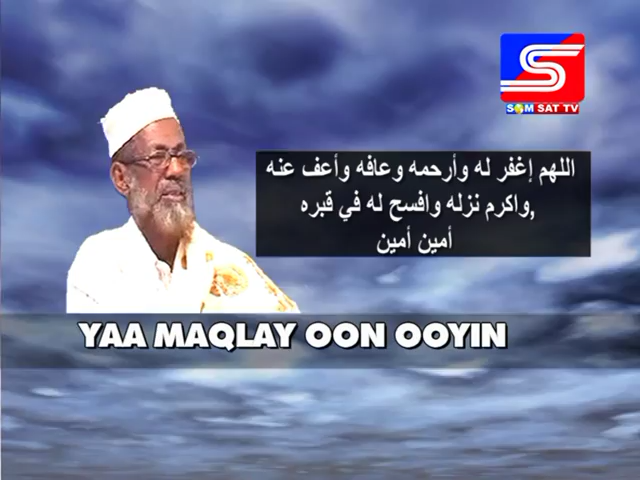 SOM SAT TV
اللهم إغفر له وأرحمه وعافه وأعف عنه
,واكرم نزله وافسح له في قبره
أمين أمين
YAA MAQLAY OON OOYIN